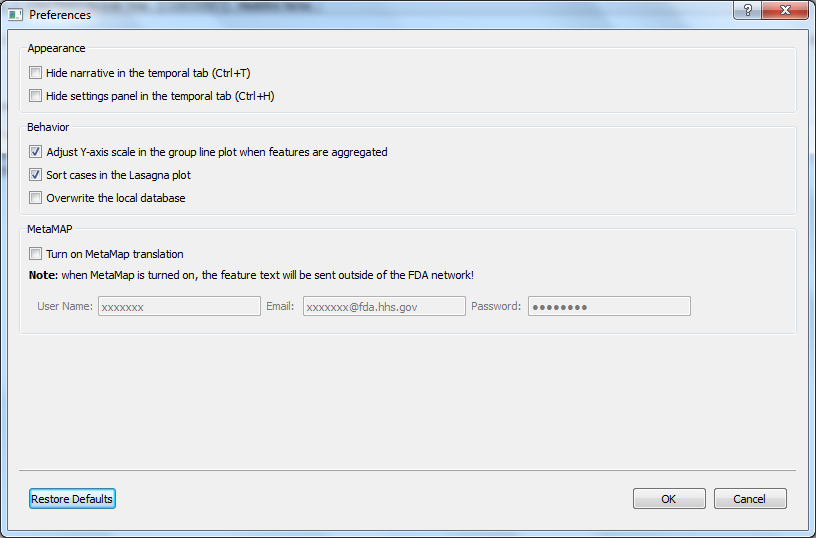 Preferences
Appearance
Hide narrative in the temporal tab (Ctrl+T)
Hide settings panel in the temporal tab (Ctrl+H)
Behavior
Adjust Y-axis scale in the group line plot when features are aggregated
Sort cases in the Lasagna plot
Overwrite the local database
MetaMAP
Turn on MetaMap translation
Note: when MetaMap is turned on, the feature text will be sent outside of the FDA network!
User Name: xxxxxxx Email: xxxxxxx@fda.hhs.gov Password: ●●●●●●●●
Restore Defaults OK Cancel